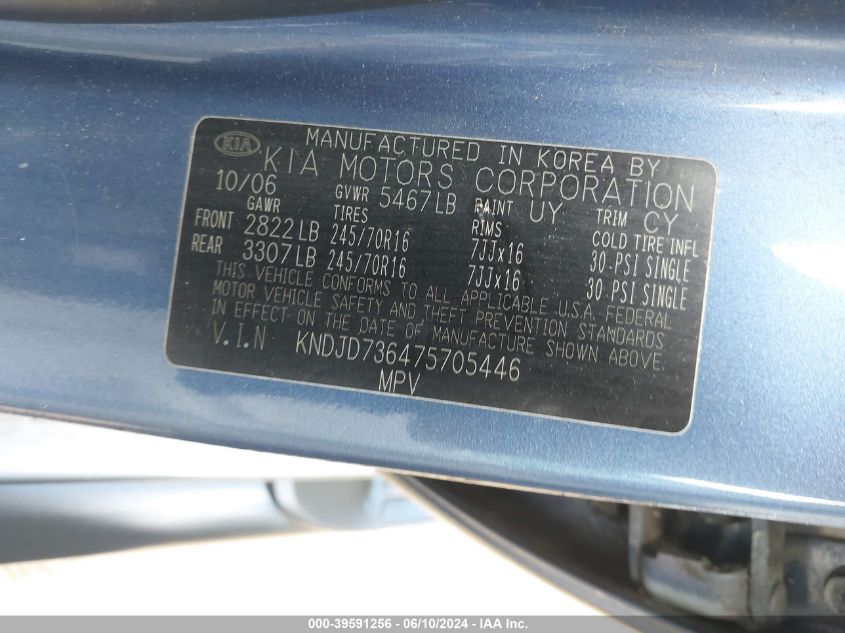 KIA MANUFACTURED IN KOREA BY
KIA MOTORS CORPORATION
10/06 GVWR 5467LB PAINT UY TRIM CY
GAWR TIRES RIMS COLD TIRE INFL
FRONT 2822LB 245/70R16 7JJx16 30 PSI SINGLE
REAR 3307LB 245/70R16 7JJx16 30 PSI SINGLE
THIS VEHICLE CONFORMS TO ALL APPLICABLE U.S.A. FEDERAL
MOTOR VEHICLE SAFETY AND THEFT PREVENTION STANDARDS
IN EFFECT ON THE DATE OF MANUFACTURE SHOWN ABOVE.
V.I.N KNDJD736475705446
MPV
000-39591256 - 06/10/2024 - IAA Inc.